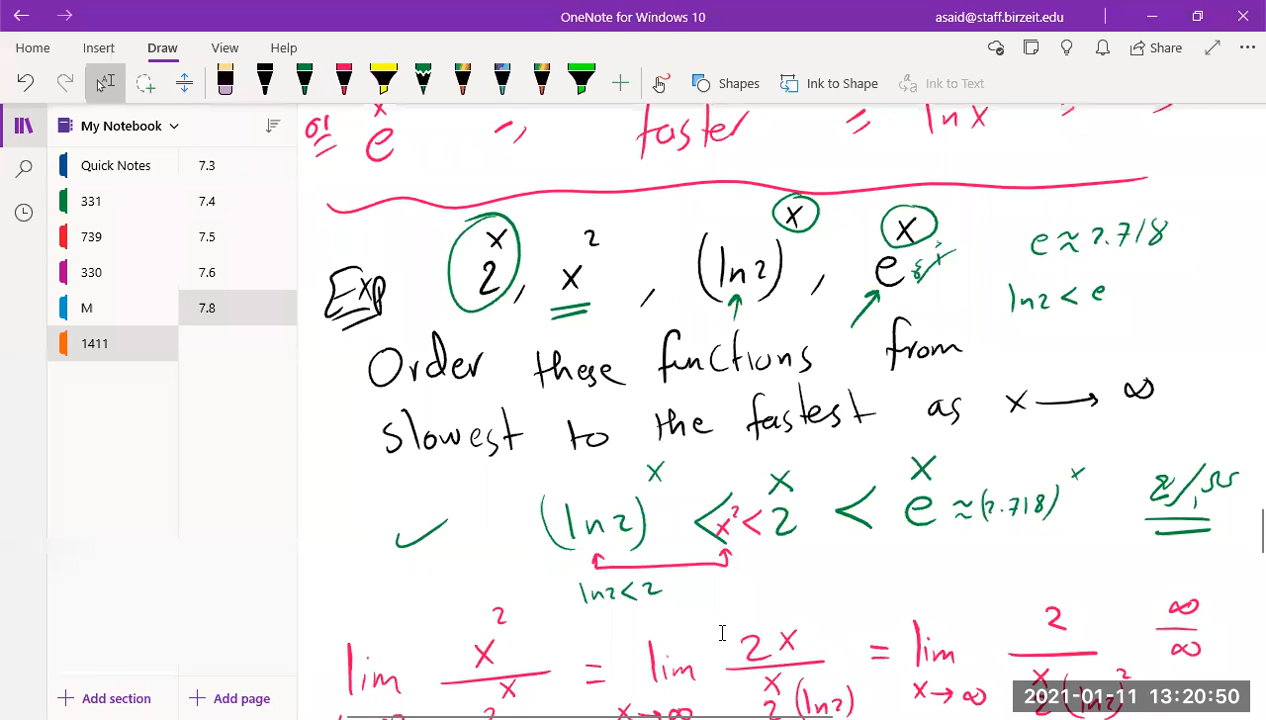 OneNote for Windows 10
asaid@staff.birzeit.edu
Home Insert Draw View Help
Share
Shapes
Ink to Shape
Ink to Text
My Notebook
Quick Notes 7.3
331 7.4
739 7.5
330 7.6
M 7.8
1411
e^x faster = ln x =
Exp 2^x, x^2, (ln 2)^x, e^x
e ≈ 2.718
ln 2 < e
Order these functions from
slowest to the fastest as x → ∞
(ln 2)^x < x^2 < 2^x < e^x ≈ (2.718)^x
ln 2 < 2
lim x^2 / 2^x = lim x→∞ 2x / 2^x (ln 2) = lim x→∞ 2 / 2^x (ln 2)^2 ∞/∞
Add section
Add page
2021-01-11 13:20:50